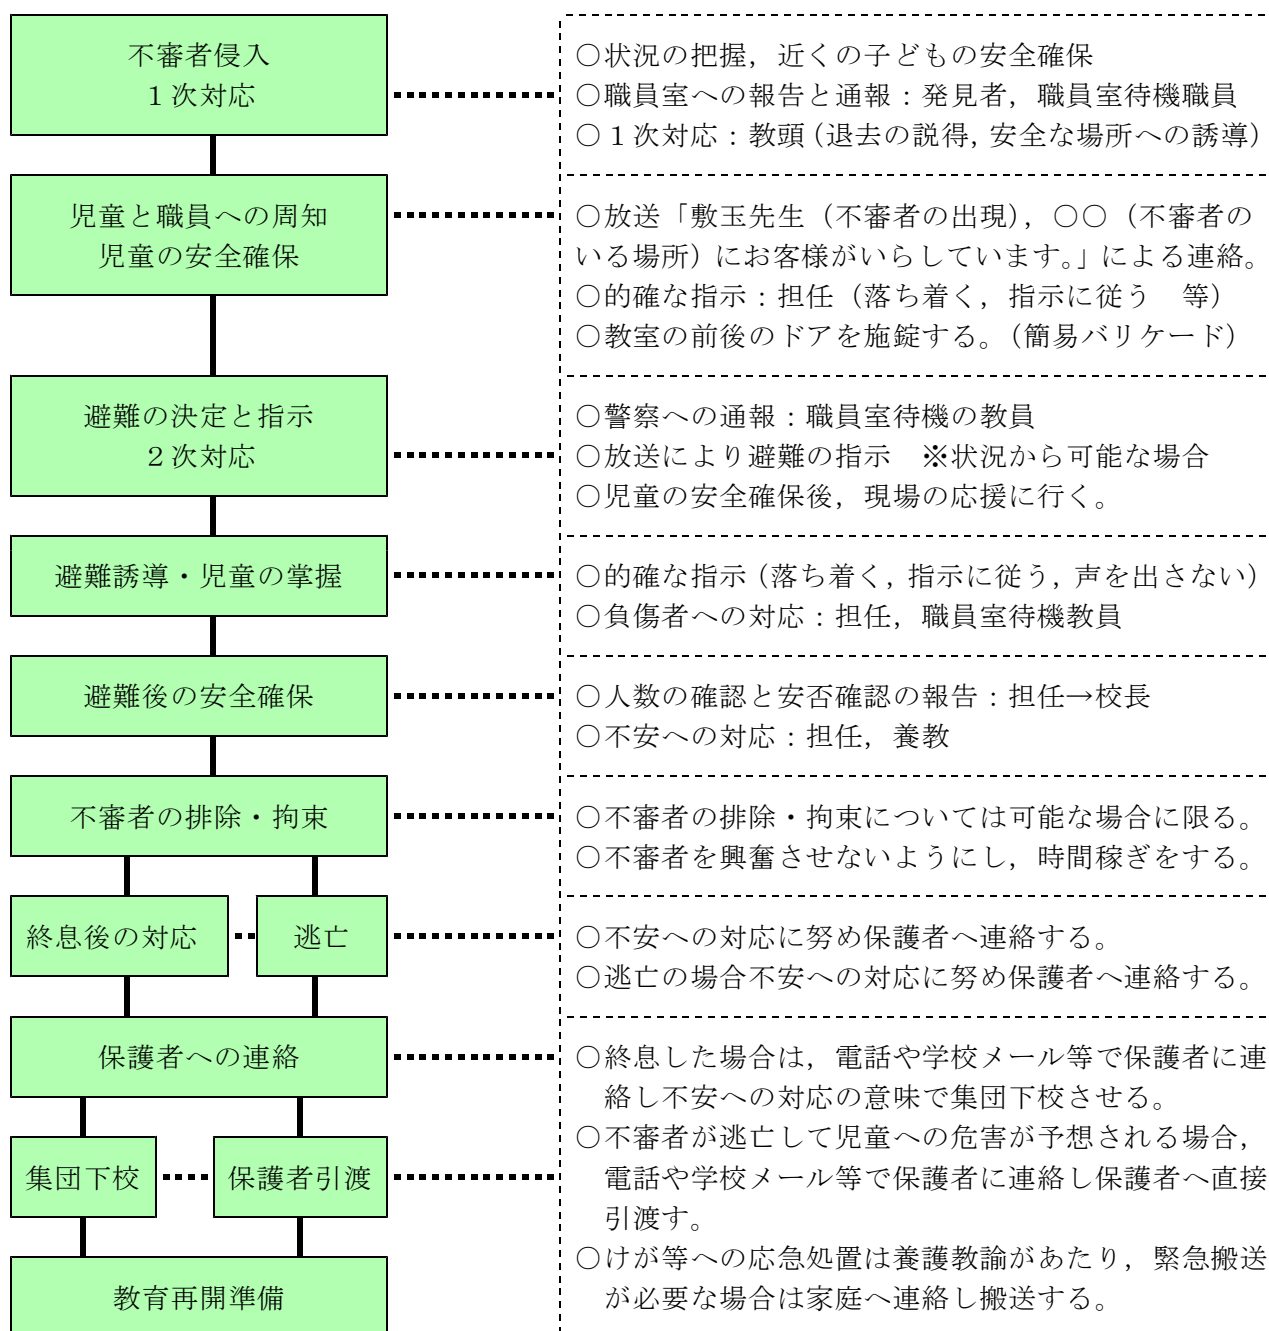 不審者侵入
１次対応
○状況の把握，近くの子どもの安全確保
○職員室への報告と通報：発見者，職員室待機職員
○１次対応：教頭（退去の説得，安全な場所への誘導）
児童と職員への周知
児童の安全確保
○放送「敷玉先生（不審者の出現），○○（不審者の
いる場所）にお客様がいらしています。」による連絡。
○的確な指示：担任（落ち着く，指示に従う　等）
○教室の前後のドアを施錠する。（簡易バリケード）
避難の決定と指示
２次対応
○警察への通報：職員室待機の教員
○放送により避難の指示　※状況から可能な場合
○児童の安全確保後，現場の応援に行く。
避難誘導・児童の掌握
○的確な指示（落ち着く，指示に従う，声を出さない）
○負傷者への対応：担任，職員室待機教員
避難後の安全確保
○人数の確認と安否確認の報告：担任→校長
○不安への対応：担任，養教
不審者の排除・拘束
○不審者の排除・拘束については可能な場合に限る。
○不審者を興奮させないようにし，時間稼ぎをする。
終息後の対応
逃亡
○不安への対応に努め保護者へ連絡する。
○逃亡の場合不安への対応に努め保護者へ連絡する。
保護者への連絡
○終息した場合は，電話や学校メール等で保護者に連
絡し不安への対応の意味で集団下校させる。
○不審者が逃亡して児童への危害が予想される場合，
電話や学校メール等で保護者に連絡し保護者へ直接
引渡す。
○けが等への応急処置は養護教諭があたり，緊急搬送
が必要な場合は家庭へ連絡し搬送する。
集団下校
保護者引渡
教育再開準備